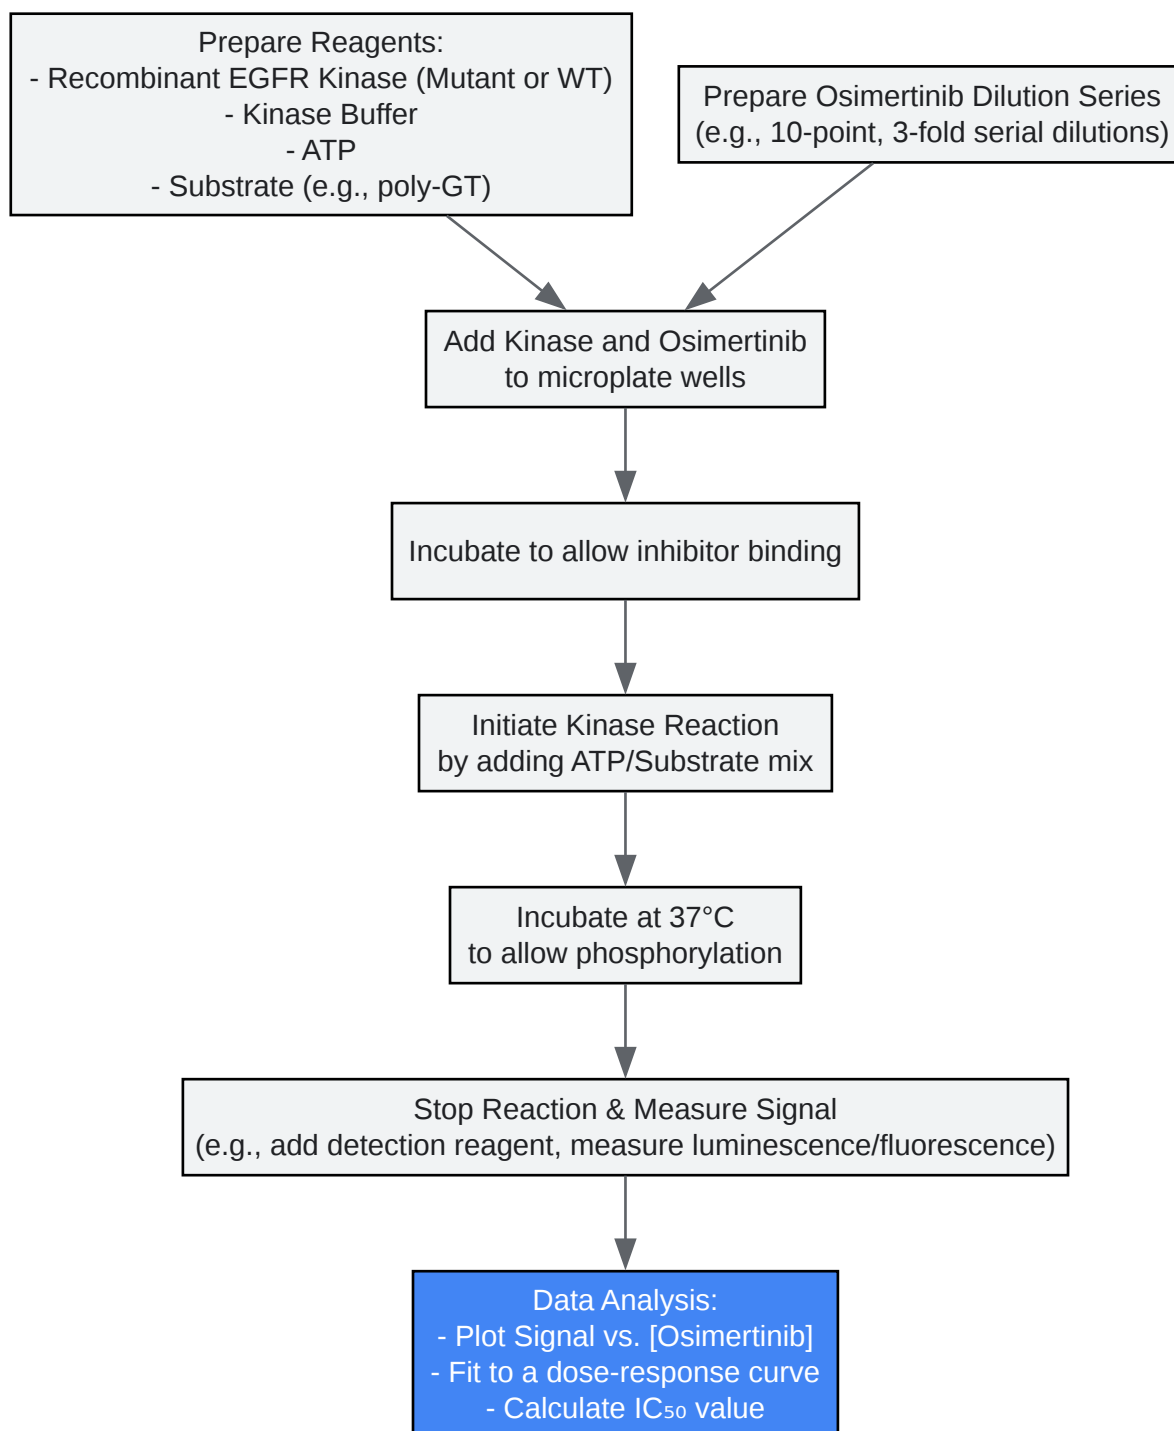 Prepare Reagents:
- Recombinant EGFR Kinase (Mutant or WT)
- Kinase Buffer
- ATP
- Substrate (e.g., poly-GT)
Prepare Osimertinib Dilution Series
(e.g., 10-point, 3-fold serial dilutions)
Add Kinase and Osimertinib
to microplate wells
Incubate to allow inhibitor binding
Initiate Kinase Reaction
by adding ATP/Substrate mix
Incubate at 37°C
to allow phosphorylation
Stop Reaction & Measure Signal
(e.g., add detection reagent, measure luminescence/fluorescence)
Data Analysis:
- Plot Signal vs. [Osimertinib]
- Fit to a dose-response curve
- Calculate IC₅₀ value